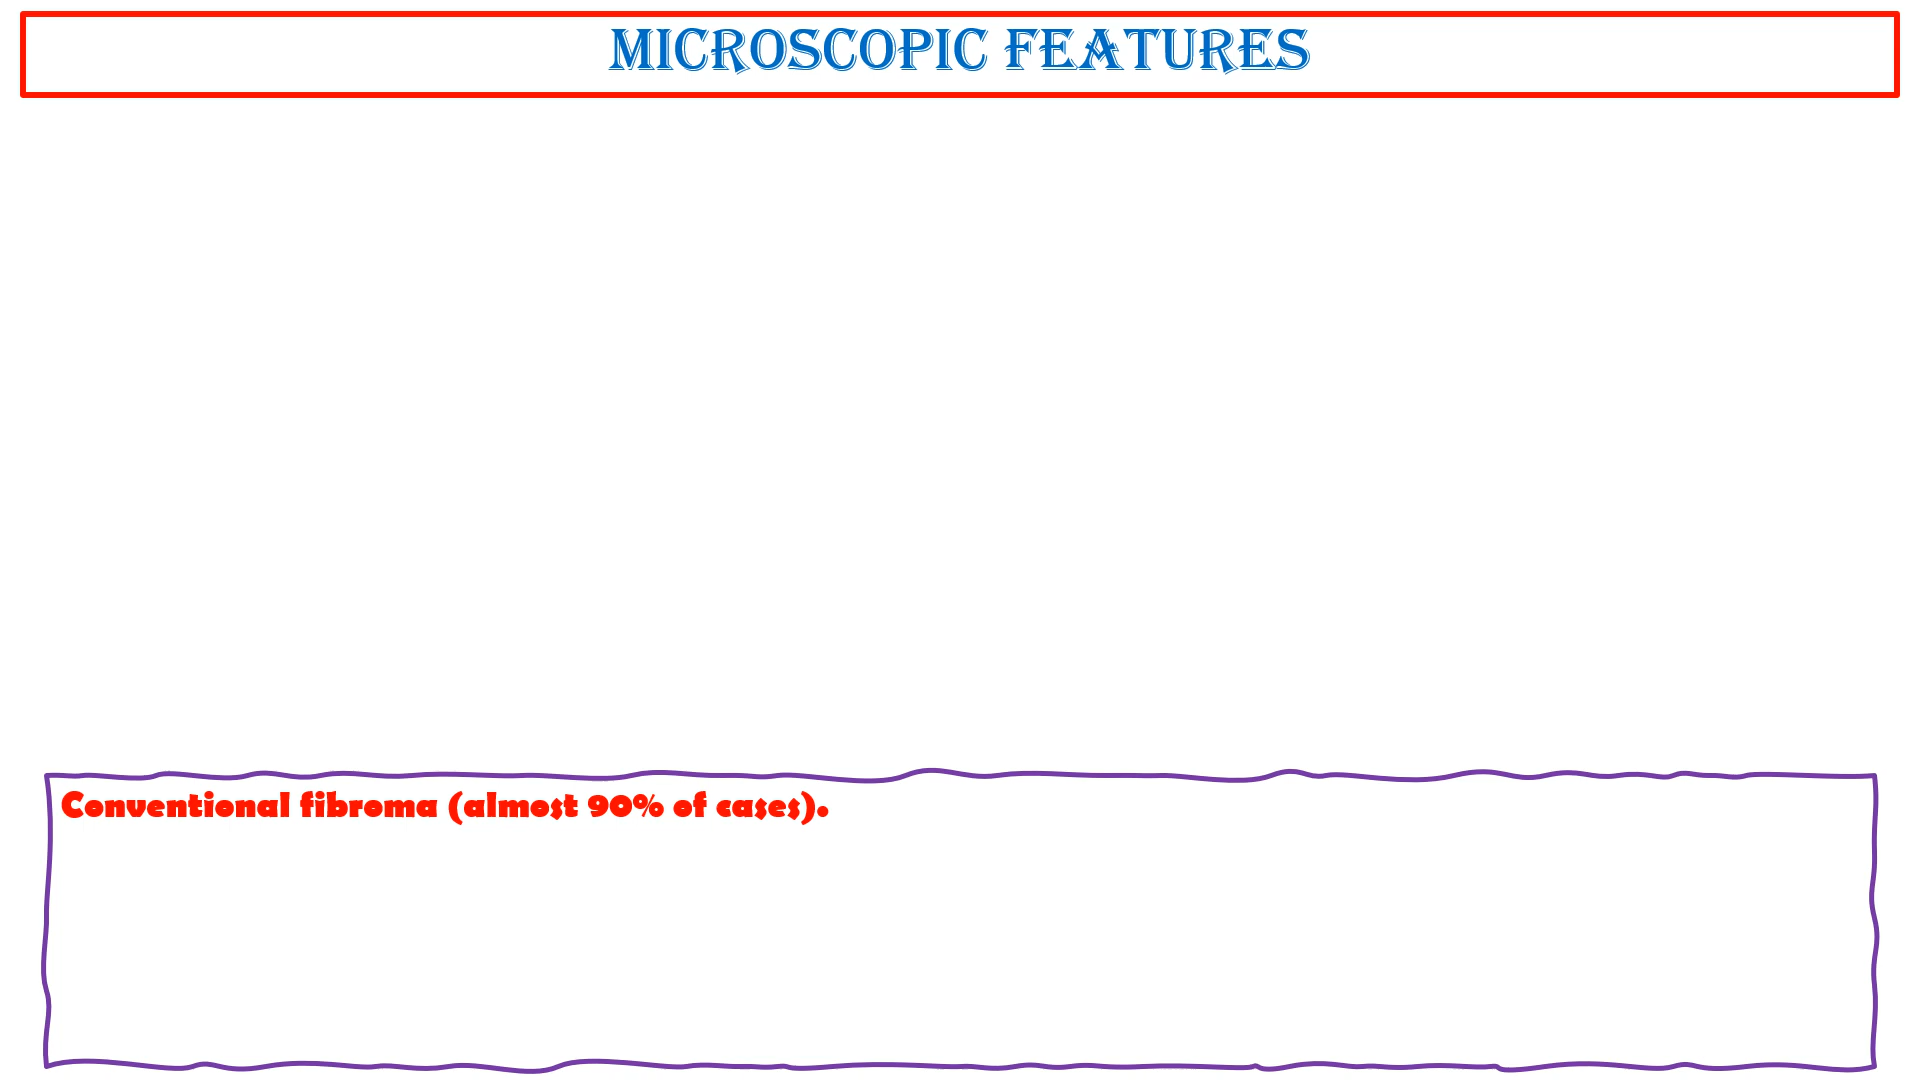 MICROSCOPIC FEATURES
Conventional fibroma (almost 90% of cases).